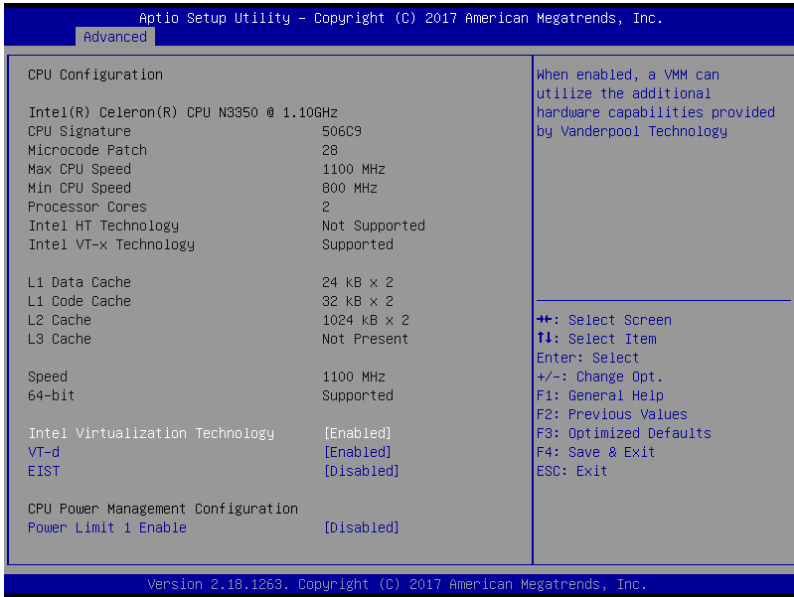 Aptio Setup Utility – Copyright (C) 2017 American Megatrends, Inc.
Advanced
CPU Configuration
Intel(R) Celeron(R) CPU N3350 @ 1.10GHz
CPU Signature 506C9
Microcode Patch 28
Max CPU Speed 1100 MHz
Min CPU Speed 800 MHz
Processor Cores 2
Intel HT Technology Not Supported
Intel VT-x Technology Supported
L1 Data Cache 24 kB x 2
L1 Code Cache 32 kB x 2
L2 Cache 1024 kB x 2
L3 Cache Not Present
Speed 1100 MHz
64-bit Supported
Intel Virtualization Technology [Enabled]
VT-d [Enabled]
EIST [Disabled]
CPU Power Management Configuration
Power Limit 1 Enable [Disabled]
When enabled, a VMM can
utilize the additional
hardware capabilities provided
by Vanderpool Technology
→←: Select Screen
↑↓: Select Item
Enter: Select
+/-: Change Opt.
F1: General Help
F2: Previous Values
F3: Optimized Defaults
F4: Save & Exit
ESC: Exit
Version 2.18.1263. Copyright (C) 2017 American Megatrends, Inc.